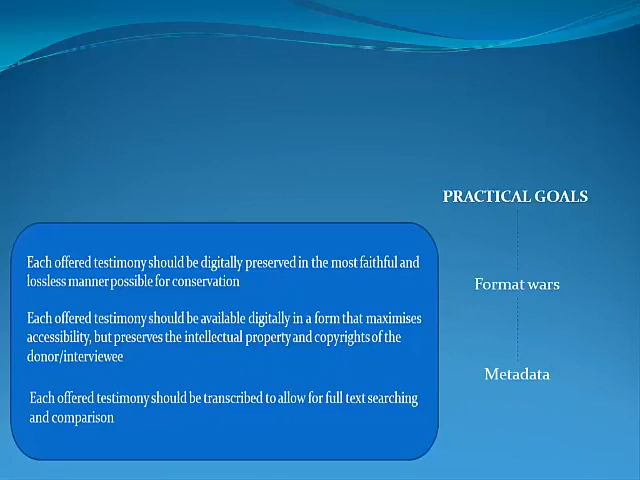 PRACTICAL GOALS
Each offered testimony should be digitally preserved in the most faithful and
lossless manner possible for conservation
Format wars
Each offered testimony should be available digitally in a form that maximises
accessibility, but preserves the intellectual property and copyrights of the
donor/interviewee
Metadata
Each offered testimony should be transcribed to allow for full text searching
and comparison